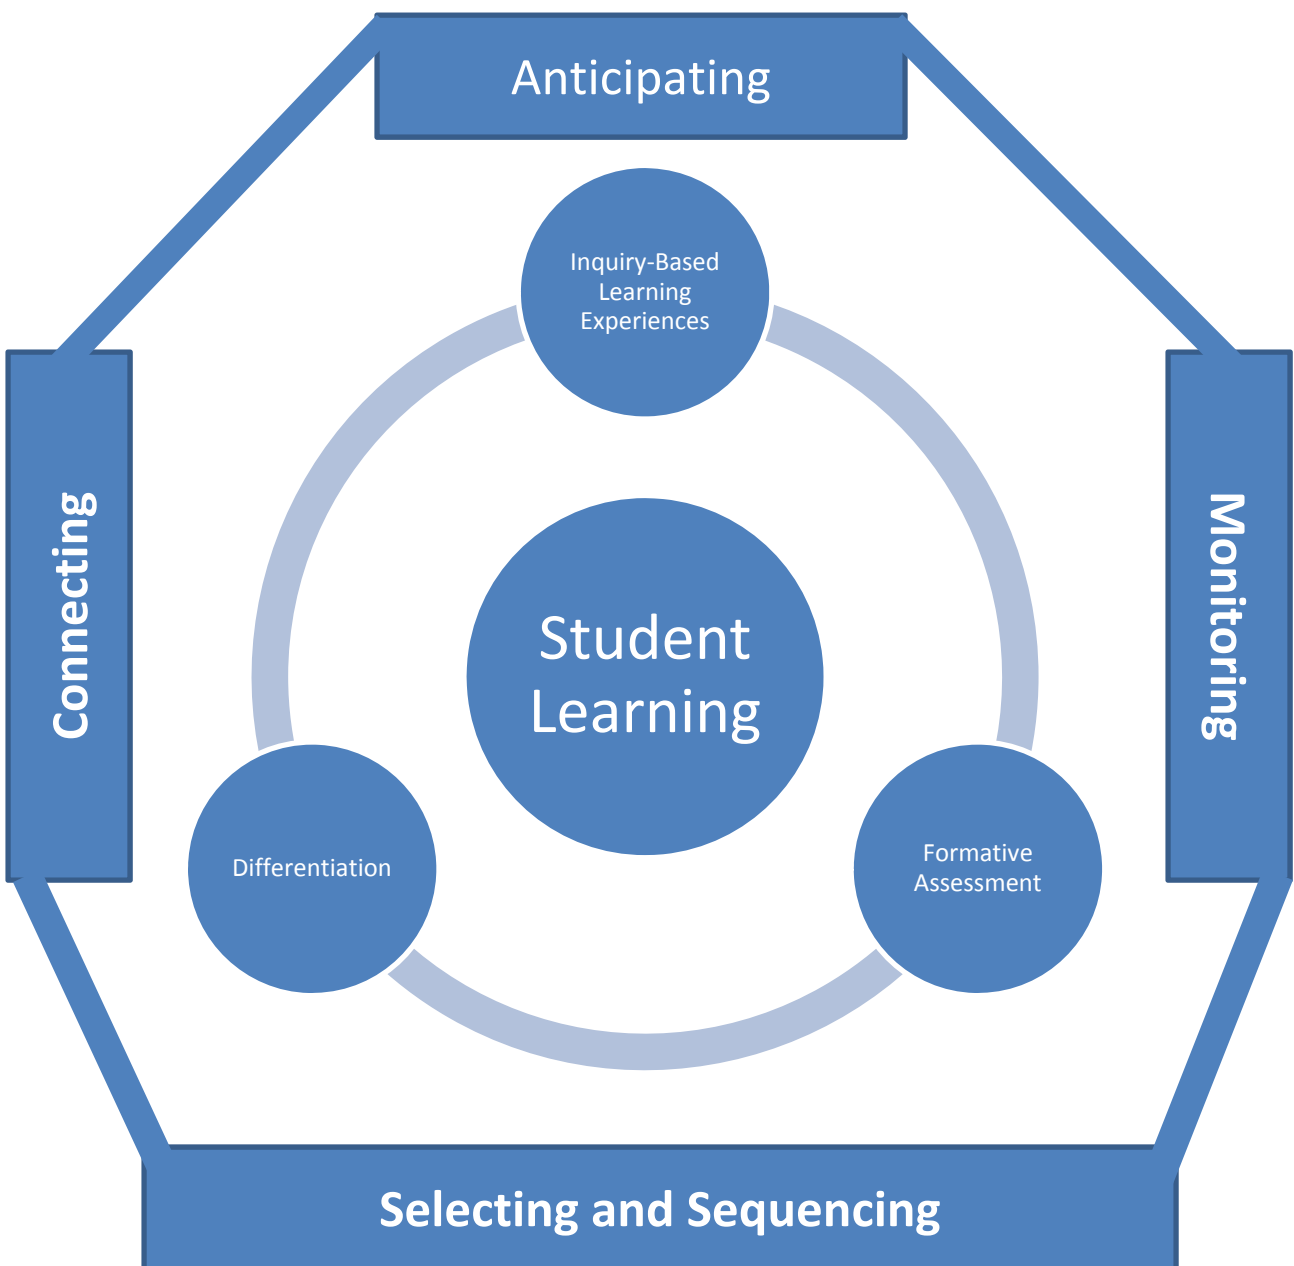 Anticipating
Inquiry-Based
Learning
Experiences
Connecting
Monitoring
Student
Learning
Differentiation
Formative
Assessment
Selecting and Sequencing